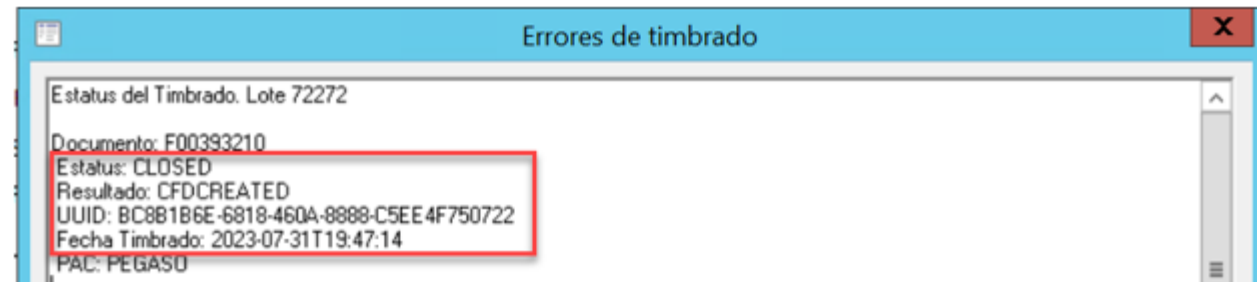 Errores de timbrado
X
Estatus del Timbrado. Lote 72272
Documento: F00393210
Estatus: CLOSED
Resultado: CFDCREATED
UUID: BC8B1B6E-6818-460A-8888-C5EE4F750722
Fecha Timbrado: 2023-07-31T19:47:14
PAC: PEGASO